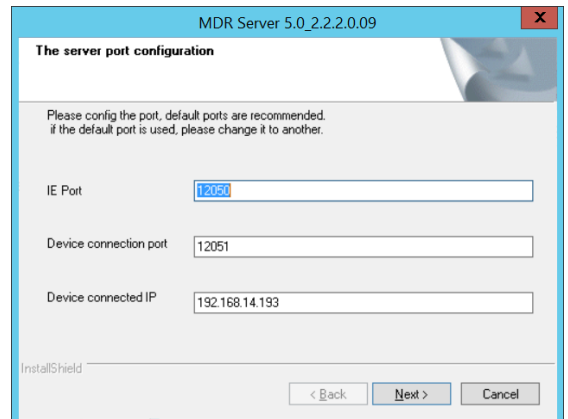 MDR Server 5.0_2.2.2.0.09
X
The server port configuration
Please config the port, default ports are recommended.
if the default port is used, please change it to another.
IE Port
12050
Device connection port
12051
Device connected IP
192.168.14.193
InstallShield
< Back
Next >
Cancel